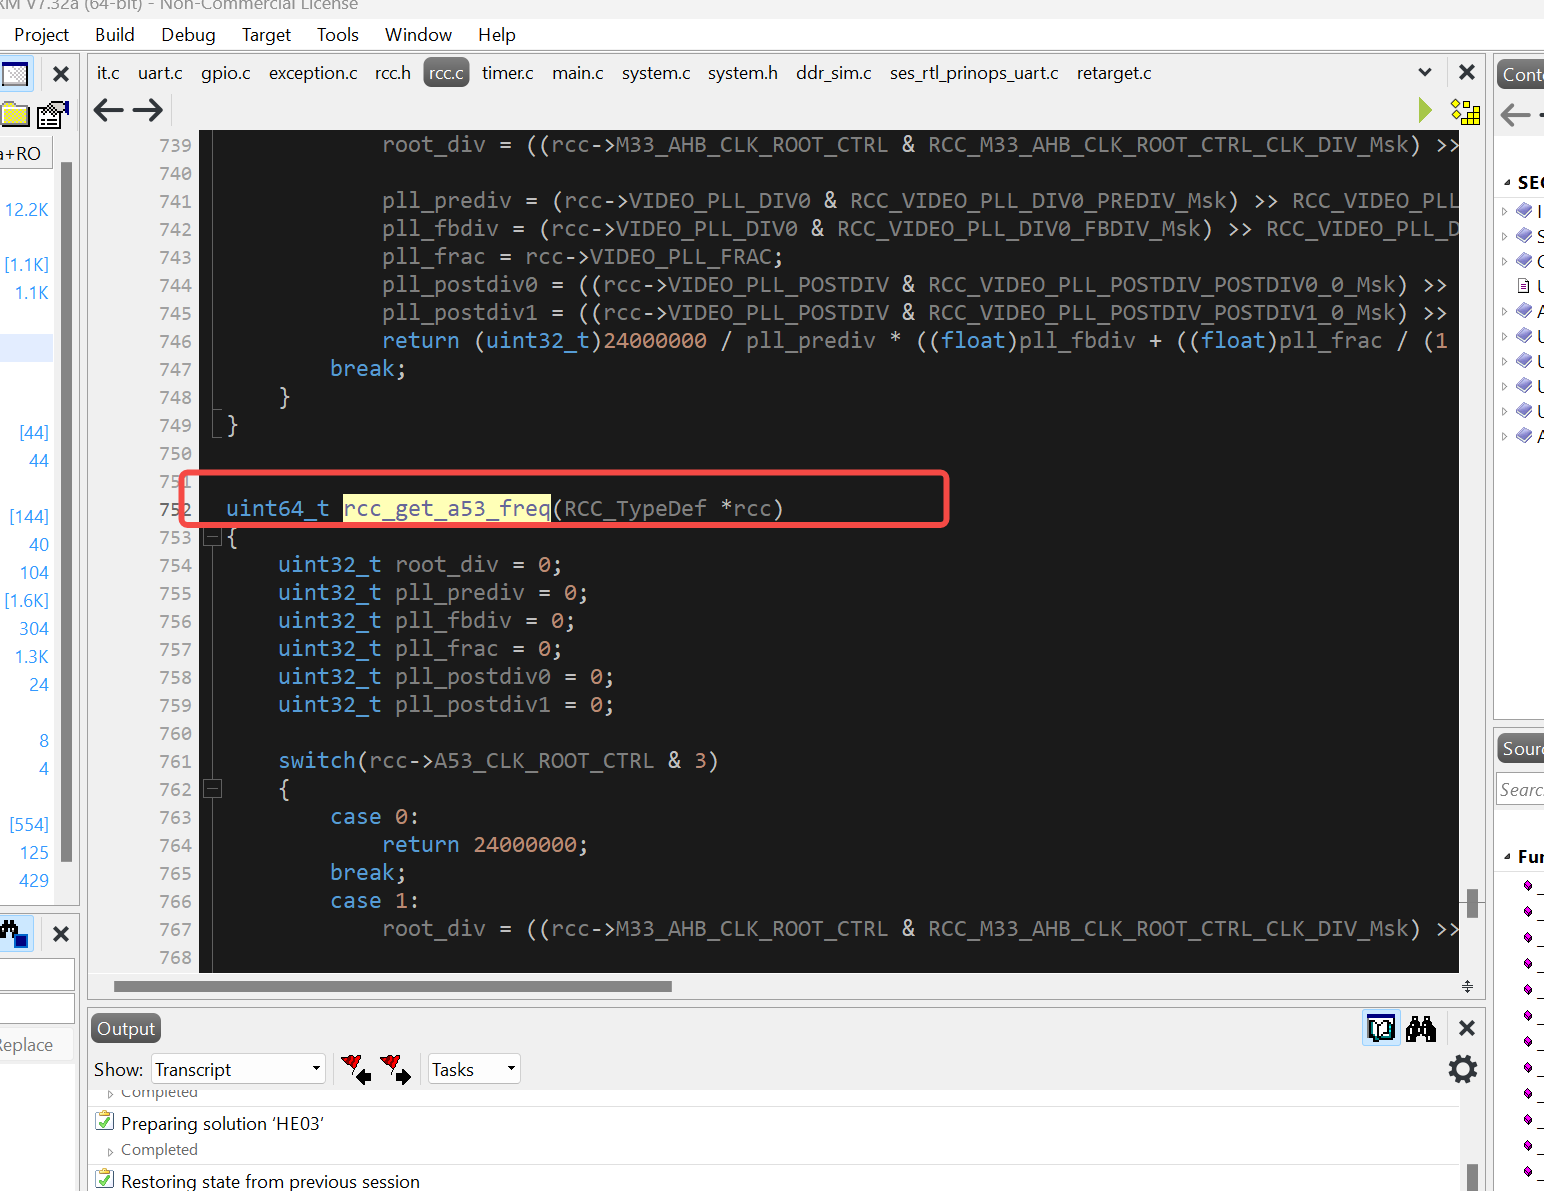 RM V7.32a (64-bit) - Non-Commercial License
Project Build Debug Target Tools Window Help
it.c uart.c gpio.c exception.c rcc.h rcc.c timer.c main.c system.c system.h ddr_sim.c ses_rtl_prinops_uart.c retarget.c
Conte
a+RO
12.2K
[1.1K]
1.1K
[44]
44
[144]
40
104
[1.6K]
304
1.3K
24
8
4
[554]
125
429
Replace
739 root_div = ((rcc->M33_AHB_CLK_ROOT_CTRL & RCC_M33_AHB_CLK_ROOT_CTRL_CLK_DIV_Msk) >>
740
741 pll_prediv = (rcc->VIDEO_PLL_DIV0 & RCC_VIDEO_PLL_DIV0_PREDIV_Msk) >> RCC_VIDEO_PLL
742 pll_fbdiv = (rcc->VIDEO_PLL_DIV0 & RCC_VIDEO_PLL_DIV0_FBDIV_Msk) >> RCC_VIDEO_PLL_D
743 pll_frac = rcc->VIDEO_PLL_FRAC;
744 pll_postdiv0 = ((rcc->VIDEO_PLL_POSTDIV & RCC_VIDEO_PLL_POSTDIV_POSTDIV0_0_Msk) >>
745 pll_postdiv1 = ((rcc->VIDEO_PLL_POSTDIV & RCC_VIDEO_PLL_POSTDIV_POSTDIV1_0_Msk) >>
746 return (uint32_t)24000000 / pll_prediv * ((float)pll_fbdiv + ((float)pll_frac / (1
747 break;
748 }
749 }
750
751
752 uint64_t rcc_get_a53_freq(RCC_TypeDef *rcc)
753 {
754 uint32_t root_div = 0;
755 uint32_t pll_prediv = 0;
756 uint32_t pll_fbdiv = 0;
757 uint32_t pll_frac = 0;
758 uint32_t pll_postdiv0 = 0;
759 uint32_t pll_postdiv1 = 0;
760
761 switch(rcc->A53_CLK_ROOT_CTRL & 3)
762 {
763 case 0:
764 return 24000000;
765 break;
766 case 1:
767 root_div = ((rcc->M33_AHB_CLK_ROOT_CTRL & RCC_M33_AHB_CLK_ROOT_CTRL_CLK_DIV_Msk) >>
768
Output
Show: Transcript Tasks
Completed
Preparing solution ‘HE03’
Completed
Restoring state from previous session
SEG
Sourc
Searc
Fun